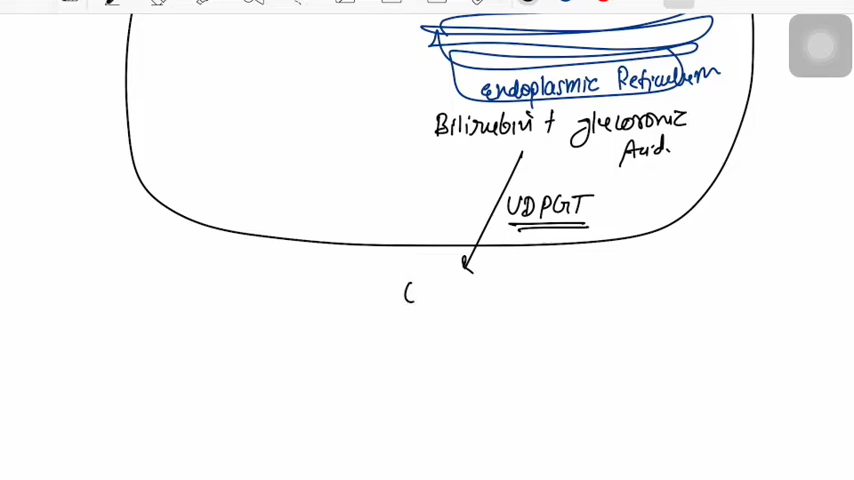 endoplasmic Reticulum
Bilirubin + glucoronic
Acid.
UDPGT
C